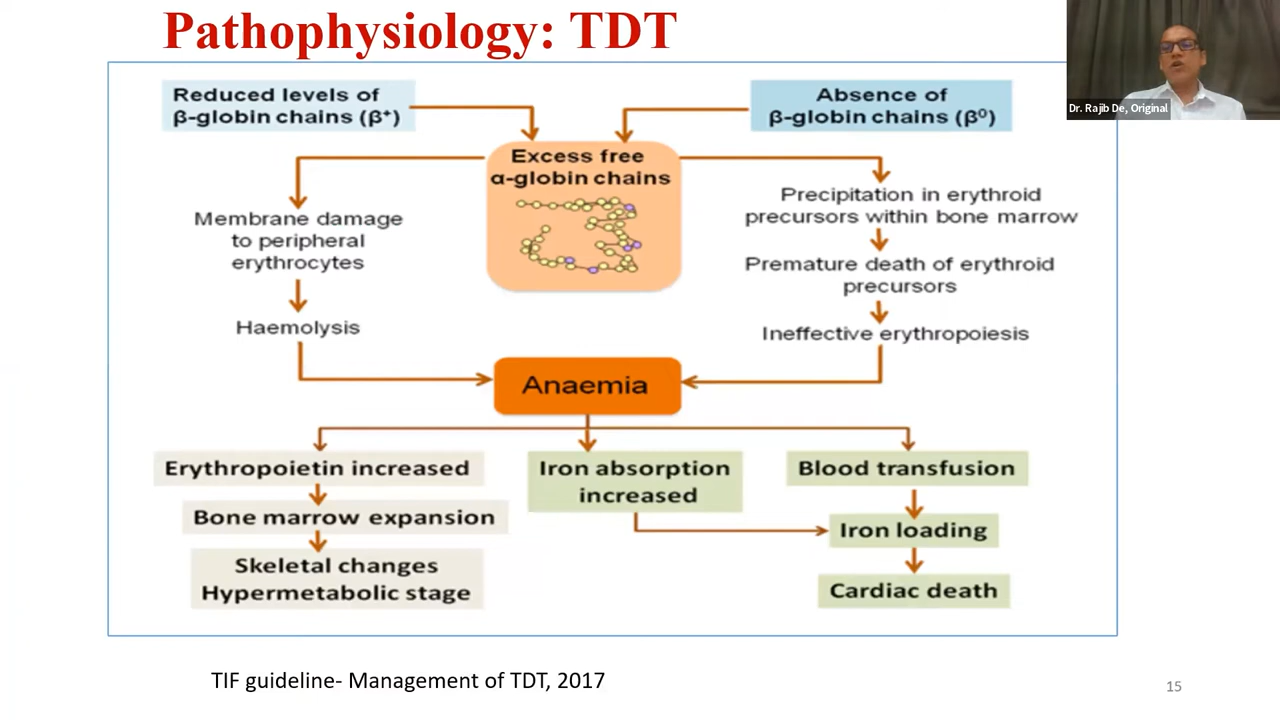 Pathophysiology: TDT
Dr. Rajib De, Original
Reduced levels of
β-globin chains (β⁺)
Absence of
β-globin chains (β⁰)
Excess free
α-globin chains
Membrane damage
to peripheral
erythrocytes
Haemolysis
Precipitation in erythroid
precursors within bone marrow
Premature death of erythroid
precursors
Ineffective erythropoiesis
Anaemia
Erythropoietin increased
Bone marrow expansion
Skeletal changes
Hypermetabolic stage
Iron absorption
increased
Blood transfusion
Iron loading
Cardiac death
TIF guideline- Management of TDT, 2017
15